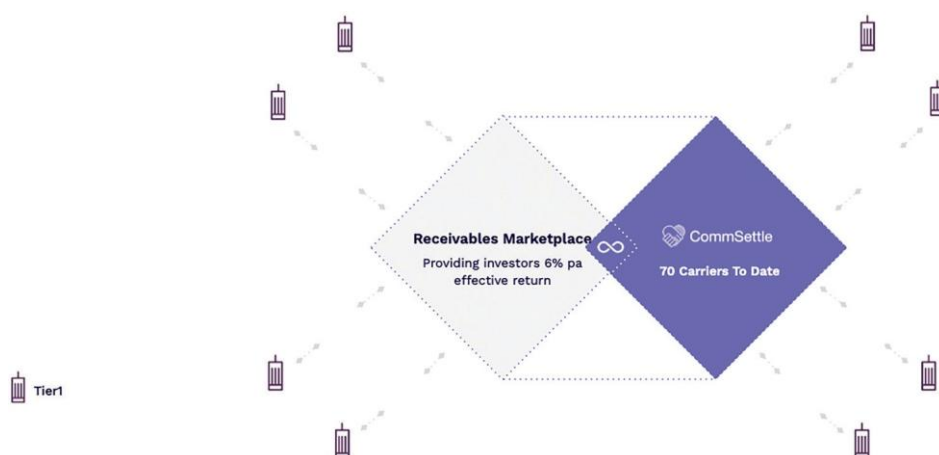 Receivables Marketplace
Providing investors 6% pa
effective return
CommSettle
70 Carriers To Date
Tier1